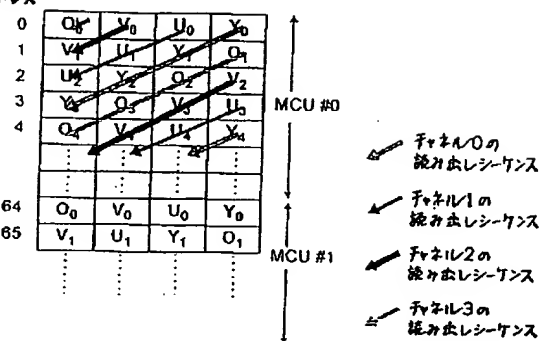 レス
0 O₀ V₀ U₀ Y₀
1 V₁ U₁ Y₁ O₁
2 U₂ Y₂ O₂ V₂
3 Y₃ O₃ V₃ U₃
4 O₄ V₄ U₄ Y₄
MCU #0
64 O₀ V₀ U₀ Y₀
65 V₁ U₁ Y₁ O₁
MCU #1
チャネル0の
読み出しシーケンス
チャネル1の
読み出しシーケンス
チャネル2の
読み出しシーケンス
チャネル3の
読み出しシーケンス